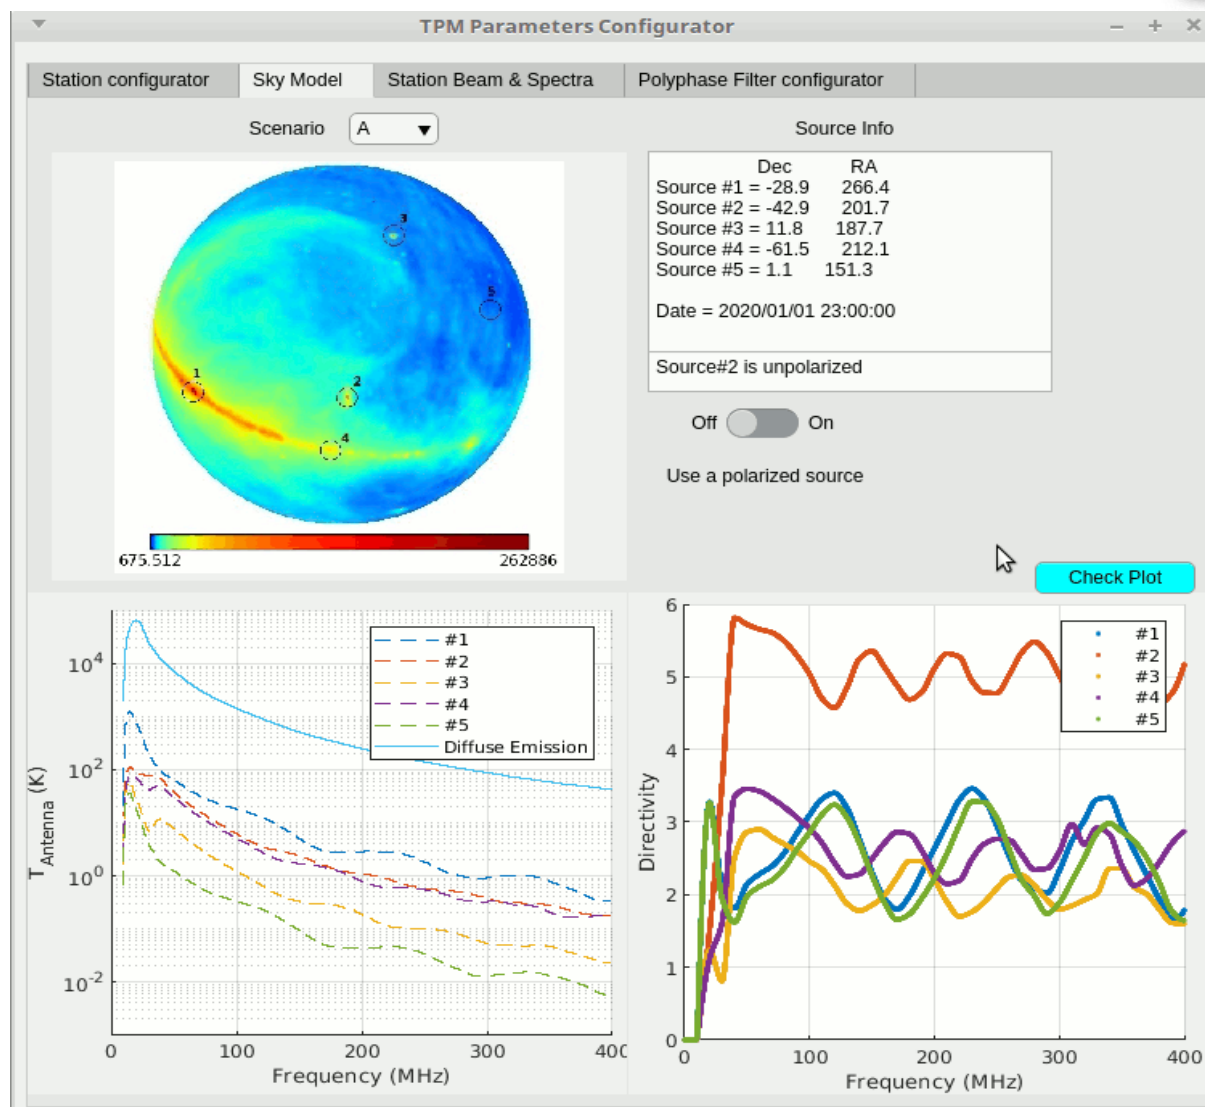 TPM Parameters Configurator
Station configurator Sky Model Station Beam & Spectra Polyphase Filter configurator
Scenario A
3
5
1
2
4
675.512 262886
Source Info
Dec RA
Source #1 = -28.9 266.4
Source #2 = -42.9 201.7
Source #3 = 11.8 187.7
Source #4 = -61.5 212.1
Source #5 = 1.1 151.3
Date = 2020/01/01 23:00:00
Source#2 is unpolarized
Off On
Use a polarized source
Check Plot
#1
#2
#3
#4
#5
Diffuse Emission
10^4
10^2
10^0
10^-2
T_Antenna (K)
0 100 200 300 400
Frequency (MHz)
#1
#2
#3
#4
#5
6
5
4
3
2
1
0
Directivity
0 100 200 300 400
Frequency (MHz)